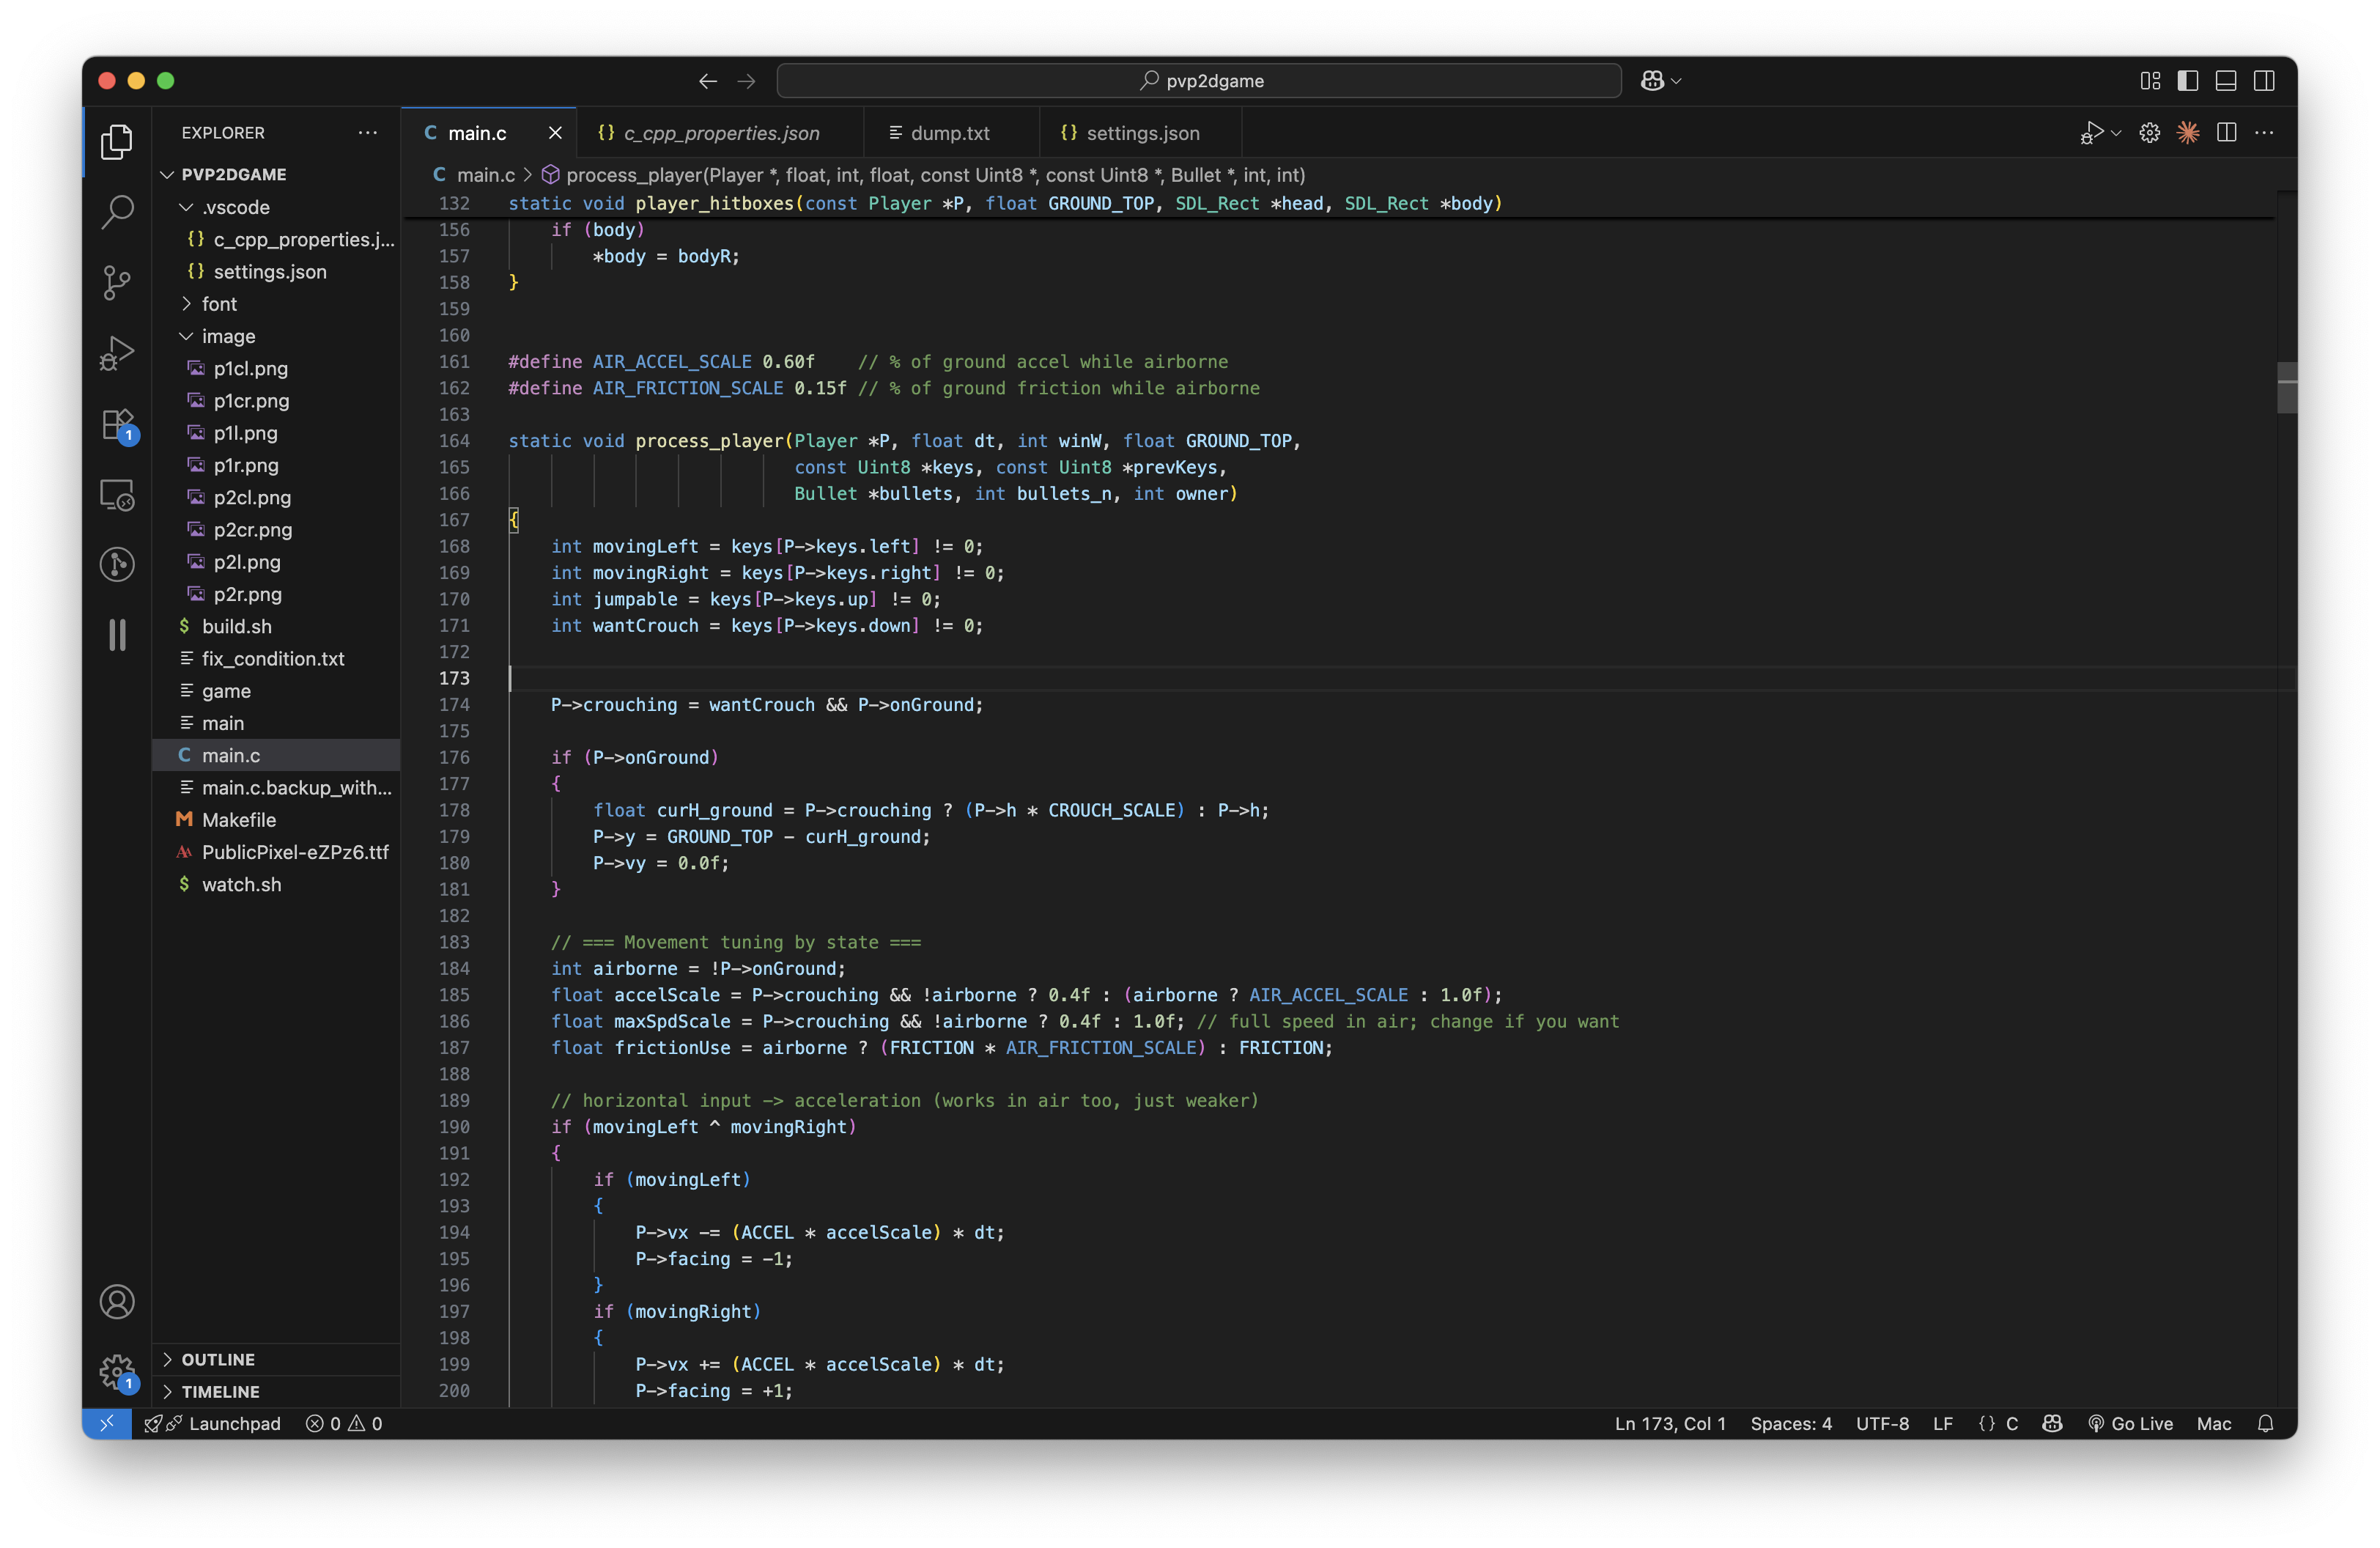 pvp2dgame
EXPLORER
main.c
c_cpp_properties.json
dump.txt
settings.json
PVP2DGAME
.vscode
c_cpp_properties.j...
settings.json
font
image
p1cl.png
p1cr.png
p1l.png
p1r.png
p2cl.png
p2cr.png
p2l.png
p2r.png
build.sh
fix_condition.txt
game
main
main.c
main.c.backup_with...
Makefile
PublicPixel-eZPz6.ttf
watch.sh
OUTLINE
TIMELINE
1
1
main.c > process_player(Player *, float, int, float, const Uint8 *, const Uint8 *, Bullet *, int, int)
132 static void player_hitboxes(const Player *P, float GROUND_TOP, SDL_Rect *head, SDL_Rect *body)
156 if (body)
157 *body = bodyR;
158 }
159
160
161 #define AIR_ACCEL_SCALE 0.60f // % of ground accel while airborne
162 #define AIR_FRICTION_SCALE 0.15f // % of ground friction while airborne
163
164 static void process_player(Player *P, float dt, int winW, float GROUND_TOP,
165 const Uint8 *keys, const Uint8 *prevKeys,
166 Bullet *bullets, int bullets_n, int owner)
167 {
168 int movingLeft = keys[P->keys.left] != 0;
169 int movingRight = keys[P->keys.right] != 0;
170 int jumpable = keys[P->keys.up] != 0;
171 int wantCrouch = keys[P->keys.down] != 0;
172
173
174 P->crouching = wantCrouch && P->onGround;
175
176 if (P->onGround)
177 {
178 float curH_ground = P->crouching ? (P->h * CROUCH_SCALE) : P->h;
179 P->y = GROUND_TOP - curH_ground;
180 P->vy = 0.0f;
181 }
182
183 // === Movement tuning by state ===
184 int airborne = !P->onGround;
185 float accelScale = P->crouching && !airborne ? 0.4f : (airborne ? AIR_ACCEL_SCALE : 1.0f);
186 float maxSpdScale = P->crouching && !airborne ? 0.4f : 1.0f; // full speed in air; change if you want
187 float frictionUse = airborne ? (FRICTION * AIR_FRICTION_SCALE) : FRICTION;
188
189 // horizontal input -> acceleration (works in air too, just weaker)
190 if (movingLeft ^ movingRight)
191 {
192 if (movingLeft)
193 {
194 P->vx -= (ACCEL * accelScale) * dt;
195 P->facing = -1;
196 }
197 if (movingRight)
198 {
199 P->vx += (ACCEL * accelScale) * dt;
200 P->facing = +1;
Launchpad 0 0 Ln 173, Col 1 Spaces: 4 UTF-8 LF {} C Go Live Mac